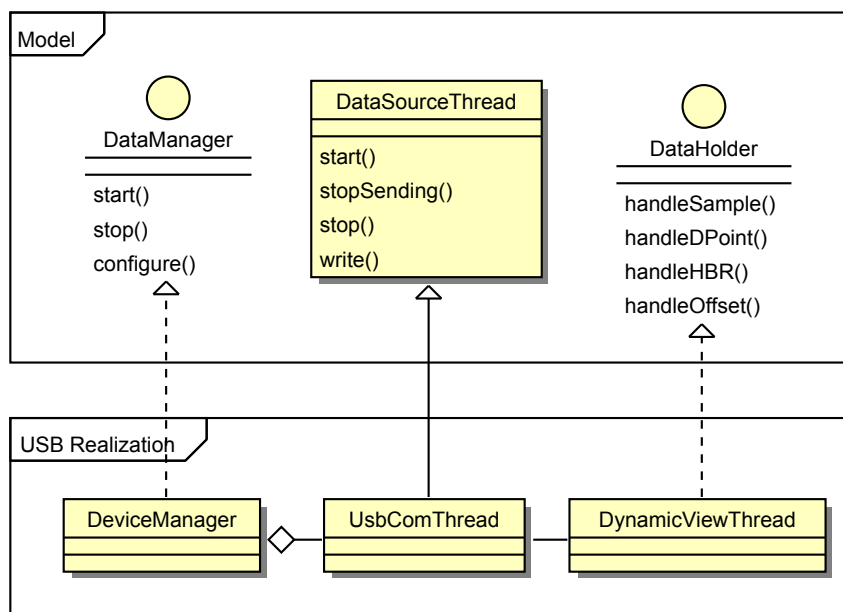 Model
DataManager
start()
stop()
configure()
DataSourceThread
start()
stopSending()
stop()
write()
DataHolder
handleSample()
handleDPoint()
handleHBR()
handleOffset()
USB Realization
DeviceManager
UsbComThread
DynamicViewThread